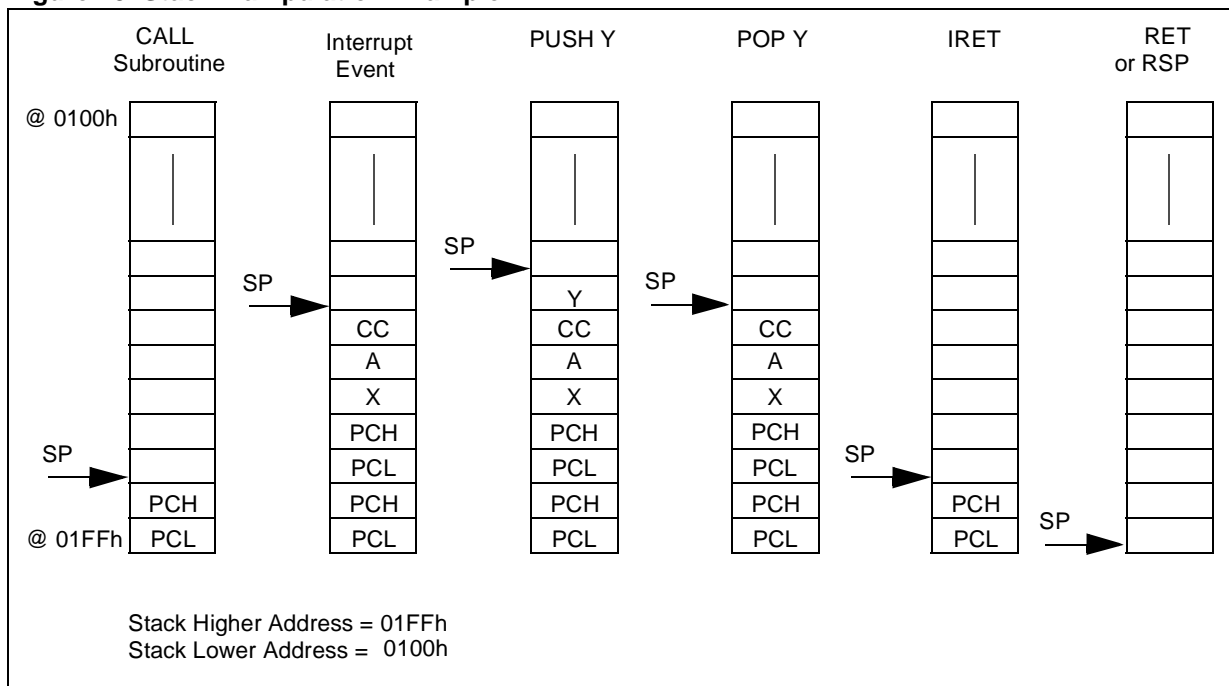 CALL
Subroutine
Interrupt
Event
PUSH Y
POP Y
IRET
RET
or RSP
@ 0100h
SP
SP
SP
Y
CC
CC
CC
A
A
A
X
X
X
PCH
PCH
PCH
SP
SP
PCL
PCL
PCL
PCH
PCH
PCH
PCH
PCH
SP
@ 01FFh
PCL
PCL
PCL
PCL
PCL
Stack Higher Address = 01FFh
Stack Lower Address = 0100h